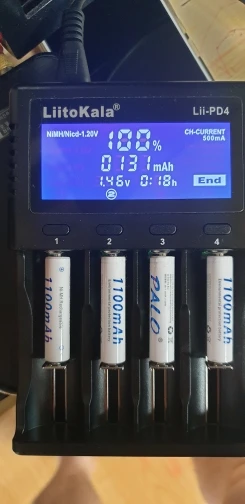 LiitoKala®
Lii-PD4
NiMH/Nicd-1.20V
100%
CH-CURRENT
500mA
0131mAh
1.46v 0:18h
End
2
1 2 3 4
1100mAh
1100mAh
PALO
1100mAh